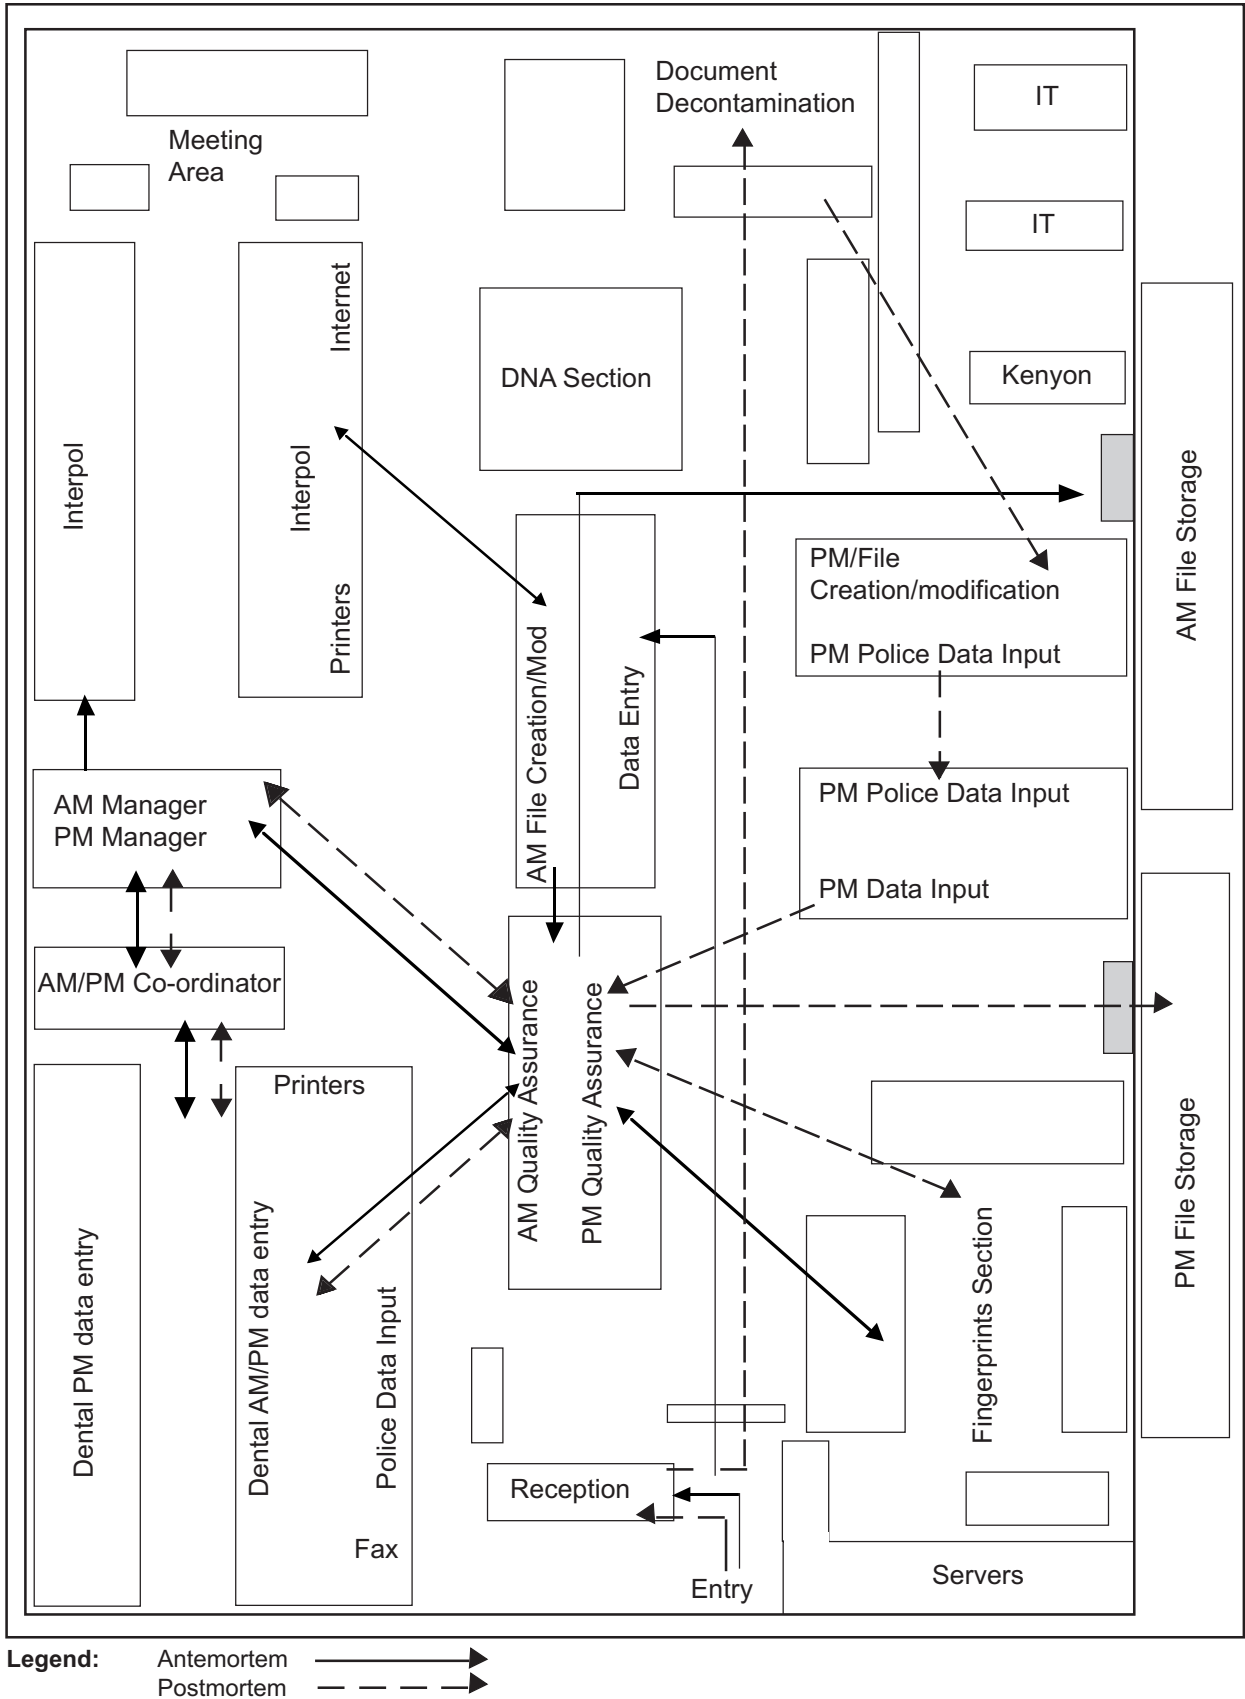 Document
Decontamination
IT
Meeting
Area
IT
Internet
DNA Section
Kenyon
Interpol
Interpol
AM File Storage
PM/File
Creation/modification
Printers
AM File Creation/Mod
Data Entry
PM Police Data Input
AM Manager
PM Manager
PM Police Data Input
PM Data Input
AM/PM Co-ordinator
AM Quality Assurance
PM Quality Assurance
Printers
PM File Storage
Dental PM data entry
Dental AM/PM data entry
Police Data Input
Fingerprints Section
Reception
Fax
Entry
Servers
Legend:
Antemortem
Postmortem